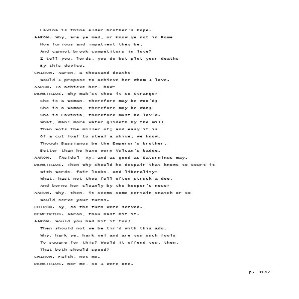 Lavinia is thine elder brother's hope.
AARON. Why, are ye mad, or know ye not in Rome
How furious and impatient they be,
And cannot brook competitors in love?
I tell you, lords, you do but plot your deaths
By this device.
CHIRON. Aaron, a thousand deaths
Would I propose to achieve her whom I love.
AARON. To achieve her- how?
DEMETRIUS. Why makes thou it so strange?
She is a woman, therefore may be woo'd;
She is a woman, therefore may be won;
She is Lavinia, therefore must be lov'd.
What, man! more water glideth by the mill
Than wots the miller of; and easy it is
Of a cut loaf to steal a shive, we know.
Though Bassianus be the Emperor's brother,
Better than he have worn Vulcan's badge.
AARON. [Aside] Ay, and as good as Saturninus may.
DEMETRIUS. Then why should he despair that knows to court it
With words, fair looks, and liberality?
What, hast not thou full often struck a doe,
And borne her cleanly by the keeper's nose?
AARON. Why, then, it seems some certain snatch or so
Would serve your turns.
CHIRON. Ay, so the turn were served.
DEMETRIUS. Aaron, thou hast hit it.
AARON. Would you had hit it too!
Then should not we be tir'd with this ado.
Why, hark ye, hark ye! and are you such fools
To square for this? Would it offend you, then,
That both should speed?
CHIRON. Faith, not me.
DEMETRIUS. Nor me, so I were one.